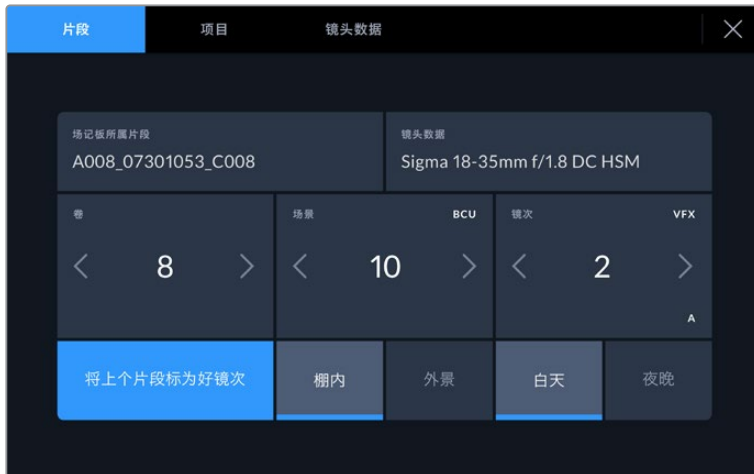 片段 项目 镜头数据
场记板所属片段 镜头数据
A008_07301053_C008 Sigma 18-35mm f/1.8 DC HSM
卷 场景 BCU 镜次 VFX
8 10 2
A
将上个片段标为好镜次 棚内 外景 白天 夜晚